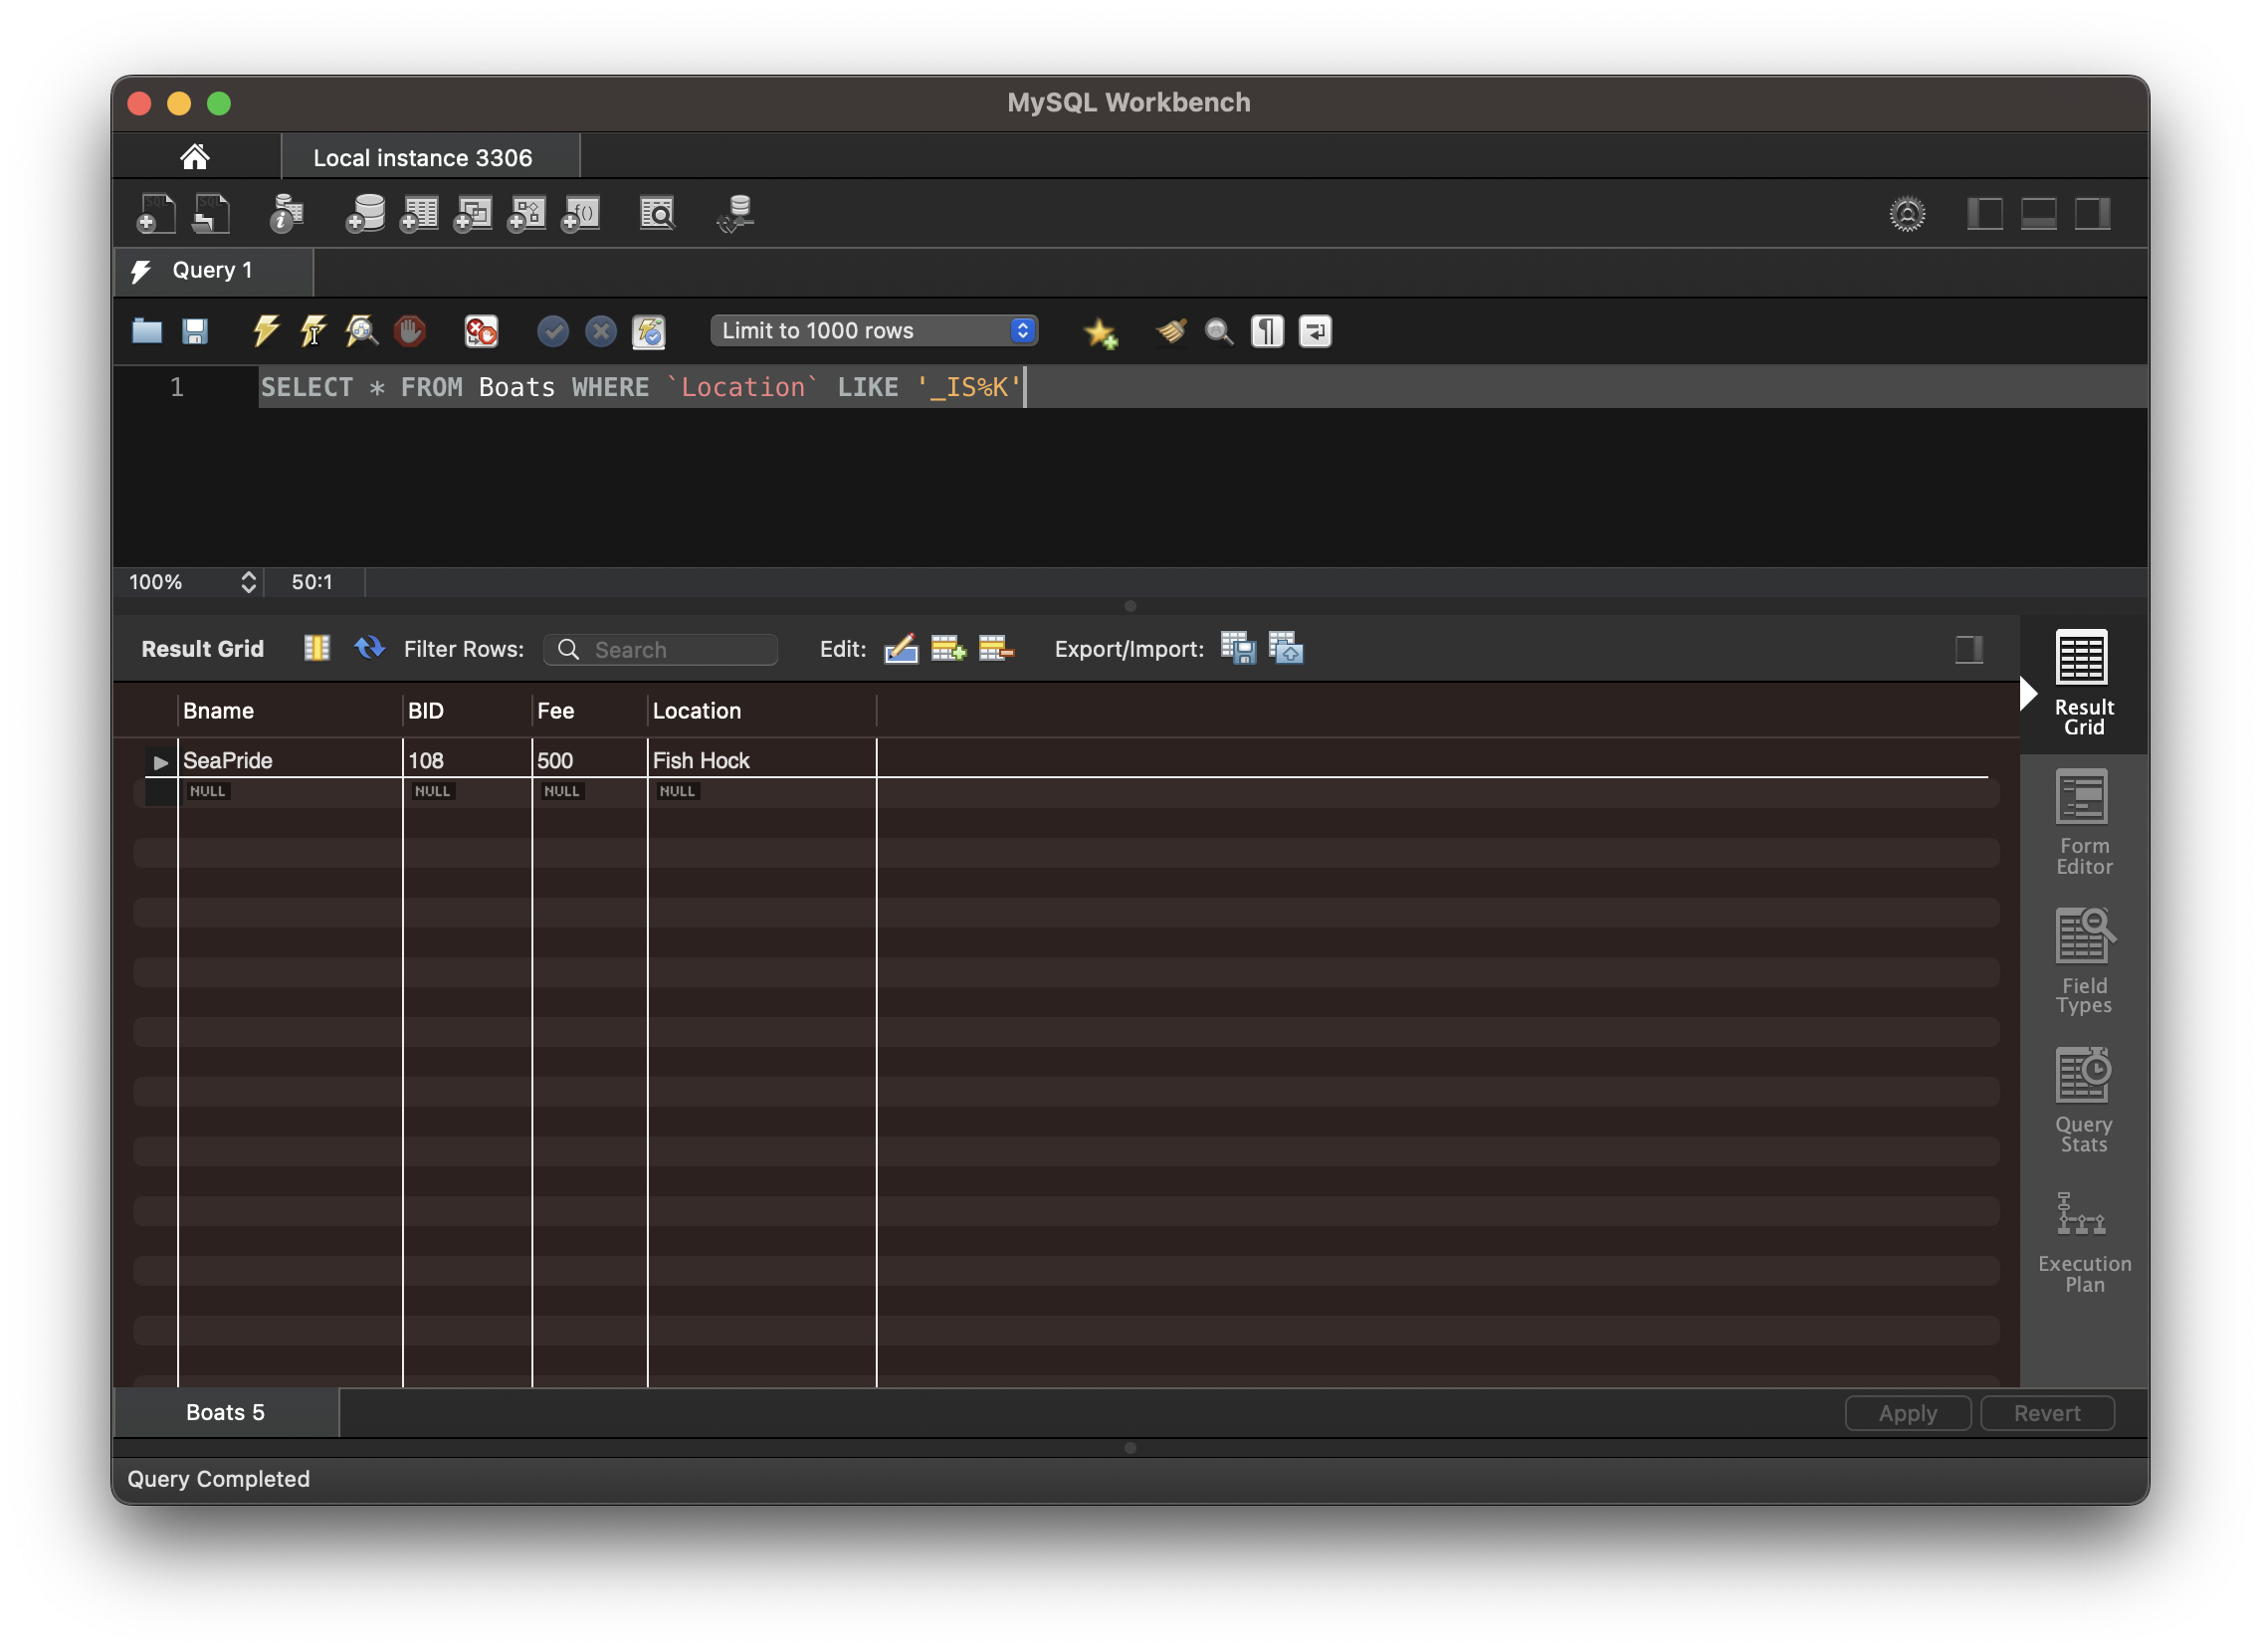 MySQL Workbench
Local instance 3306
Query 1
Limit to 1000 rows
1 SELECT * FROM Boats WHERE `Location` LIKE '_IS%K'
100% 50:1
Result Grid Filter Rows: Search Edit: Export/Import:
Bname BID Fee Location
SeaPride 108 500 Fish Hock
NULL NULL NULL NULL
Result
Grid
Form
Editor
Field
Types
Query
Stats
Execution
Plan
Boats 5 Apply Revert
Query Completed